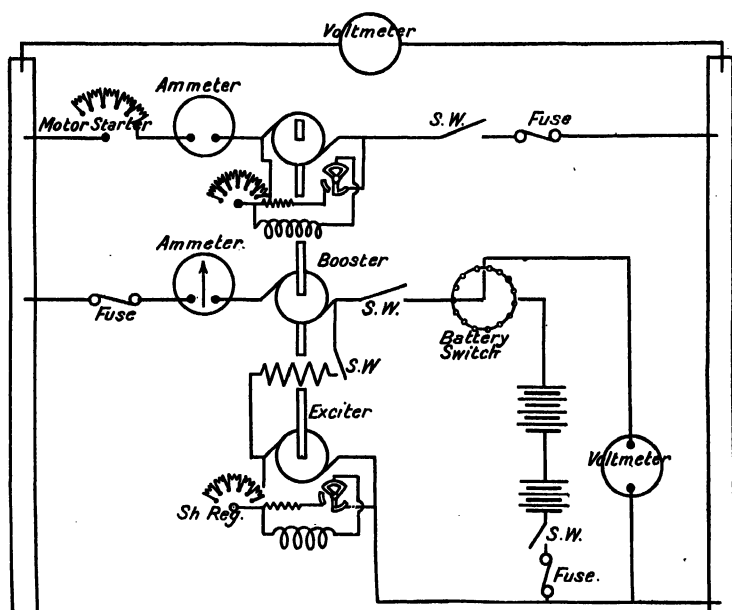 Voltmeter
Ammeter
Motor Starter
S.W.
Fuse
Ammeter.
Booster
Fuse
S.W.
Battery
Switch
S.W
Exciter
Voltmeter
Sh Reg.
S.W.
Fuse.